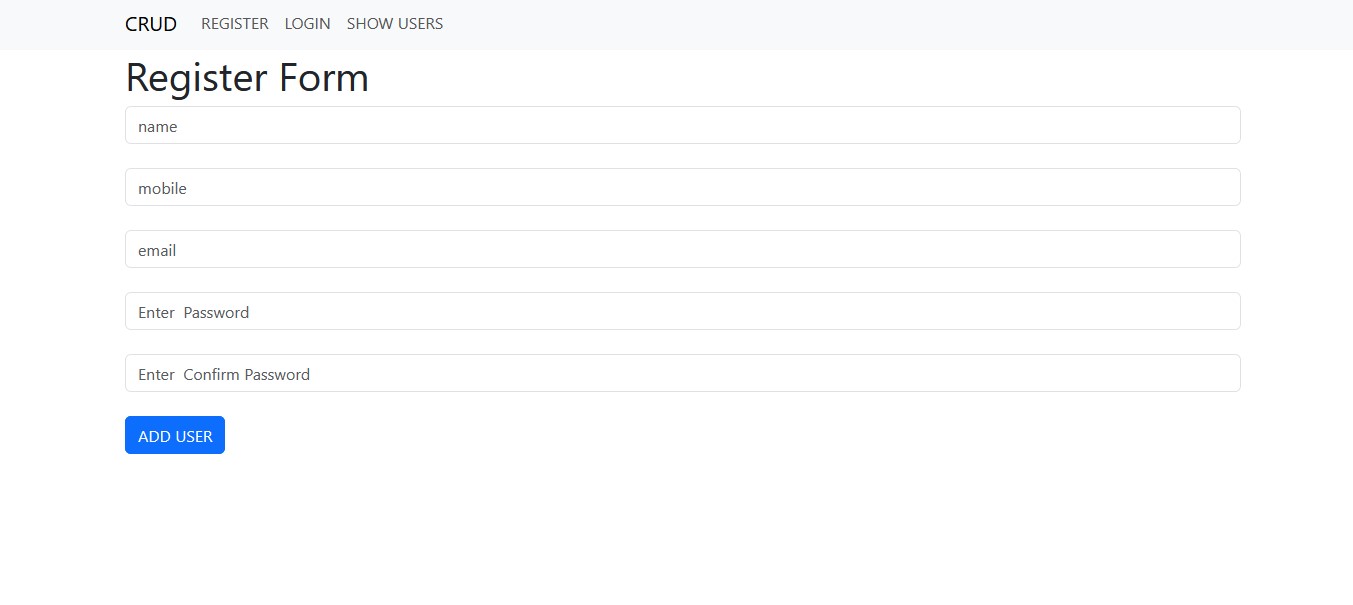 CRUD REGISTER LOGIN SHOW USERS
Register Form
name
mobile
email
Enter  Password
Enter  Confirm Password
ADD USER